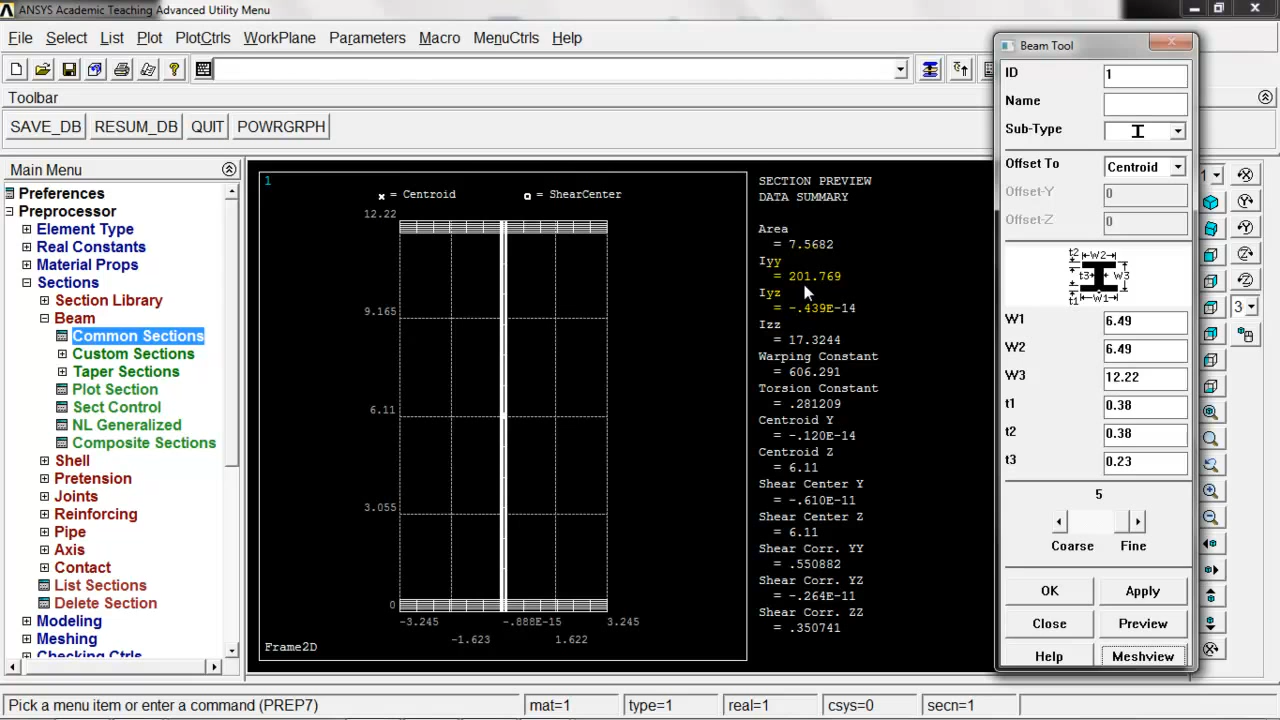 ANSYS Academic Teaching Advanced Utility Menu
File Select List Plot PlotCtrls WorkPlane Parameters Macro MenuCtrls Help
Toolbar
SAVE_DB RESUM_DB QUIT POWRGRPH
Main Menu
Preferences
Preprocessor
Element Type
Real Constants
Material Props
Sections
Section Library
Beam
Common Sections
Custom Sections
Taper Sections
Plot Section
Sect Control
NL Generalized
Composite Sections
Shell
Pretension
Joints
Reinforcing
Pipe
Axis
Contact
List Sections
Delete Section
Modeling
Meshing
Checking Ctrls
1
x = Centroid
o = ShearCenter
12.22
9.165
6.11
3.055
0
-3.245
-1.623
-.888E-15
1.622
3.245
Frame2D
SECTION PREVIEW
DATA SUMMARY
Area
= 7.5682
Iyy
= 201.769
Iyz
= -.439E-14
Izz
= 17.3244
Warping Constant
= 606.291
Torsion Constant
= .281209
Centroid Y
= -.120E-14
Centroid Z
= 6.11
Shear Center Y
= -.610E-11
Shear Center Z
= 6.11
Shear Corr. YY
= .550882
Shear Corr. YZ
= -.264E-11
Shear Corr. ZZ
= .350741
Beam Tool
ID 1
Name
Sub-Type
Offset To Centroid
Offset-Y 0
Offset-Z 0
t2 W2
t3 W3
t1 W1
W1 6.49
W2 6.49
W3 12.22
t1 0.38
t2 0.38
t3 0.23
5
Coarse Fine
OK Apply
Close Preview
Help Meshview
1
3
Pick a menu item or enter a command (PREP7) mat=1 type=1 real=1 csys=0 secn=1